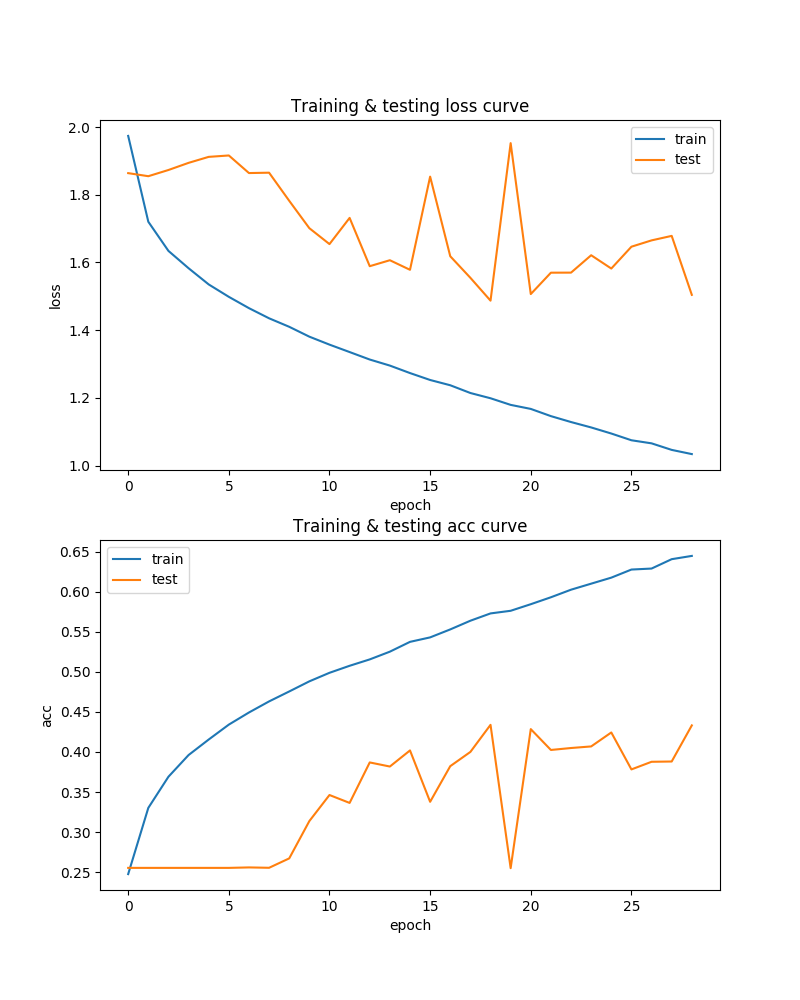 Training & testing loss curve
2.0
1.8
1.6
1.4
1.2
1.0
loss
train
test
0 5 10 15 20 25
epoch
Training & testing acc curve
0.65
0.60
0.55
0.50
0.45
0.40
0.35
0.30
0.25
acc
train
test
0 5 10 15 20 25
epoch